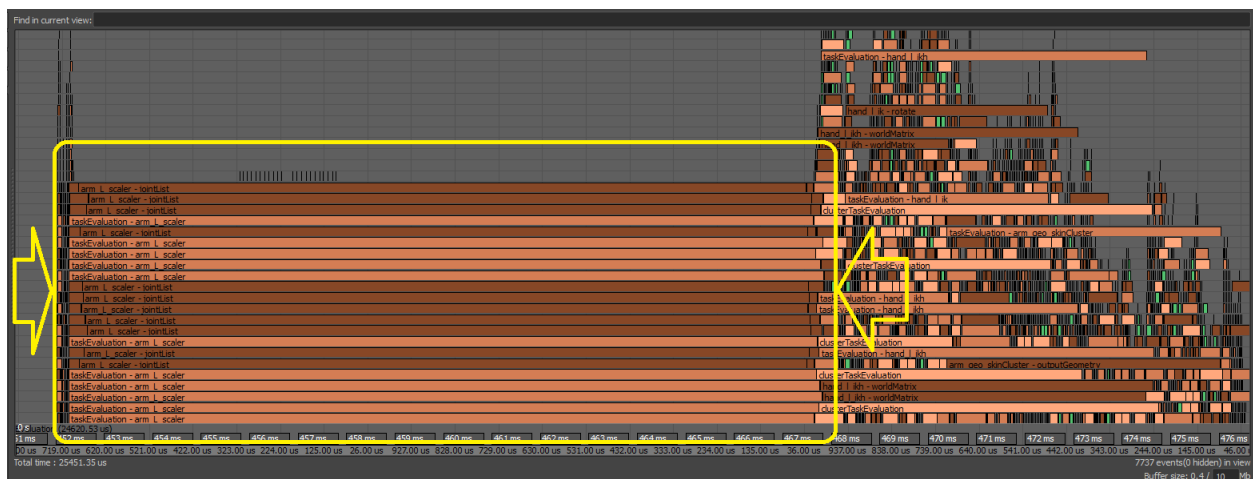 Find in current view:
taskEvaluation - hand_l_ikh
hand_l_ik - rotate
hand_l_ikh - worldMatrix
hand_l_ikh - worldMatrix
arm_L_scaler - jointList
arm_L_scaler - jointList
taskEvaluation - hand_l_ik
arm_L_scaler - jointList
clusterTaskEvaluation
taskEvaluation - arm_L_scaler
arm_L_scaler - jointList
taskEvaluation - arm_geo_skinCluster
taskEvaluation - arm_L_scaler
taskEvaluation - arm_L_scaler
taskEvaluation - arm_L_scaler
clusterTaskEvaluation
taskEvaluation - arm_L_scaler
arm_L_scaler - jointList
arm_L_scaler - jointList
taskEvaluation - hand_l_ikh
arm_L_scaler - jointList
taskEvaluation - hand_l_ikh
arm_L_scaler - jointList
arm_L_scaler - jointList
taskEvaluation - arm_L_scaler
clusterTaskEvaluation
arm_L_scaler - jointList
taskEvaluation - hand_l_ikh
arm_L_scaler - jointList
arm_geo_skinCluster - outputGeometry
taskEvaluation - arm_L_scaler
clusterTaskEvaluation
taskEvaluation - arm_L_scaler
hand_l_ikh - worldMatrix
taskEvaluation - arm_L_scaler
hand_l_ikh - worldMatrix
taskEvaluation - arm_L_scaler
clusterTaskEvaluation
taskEvaluation - arm_L_scaler
(24620.53 us)
452 ms 453 ms 454 ms 455 ms 456 ms 457 ms 458 ms 459 ms 460 ms 461 ms 462 ms 463 ms 464 ms 465 ms 466 ms 467 ms 468 ms 469 ms 470 ms 471 ms 472 ms 473 ms 474 ms 475 ms 476 ms
719.00 us 620.00 us 521.00 us 422.00 us 323.00 us 224.00 us 125.00 us 26.00 us 927.00 us 828.00 us 729.00 us 630.00 us 531.00 us 432.00 us 333.00 us 234.00 us 135.00 us 36.00 us 937.00 us 838.00 us 739.00 us 640.00 us 541.00 us 442.00 us 343.00 us 244.00 us 145.00 us 46.00
Total time : 25451.35 us
7737 events(0 hidden) in view
Buffer size: 0.4 / 10 Mb